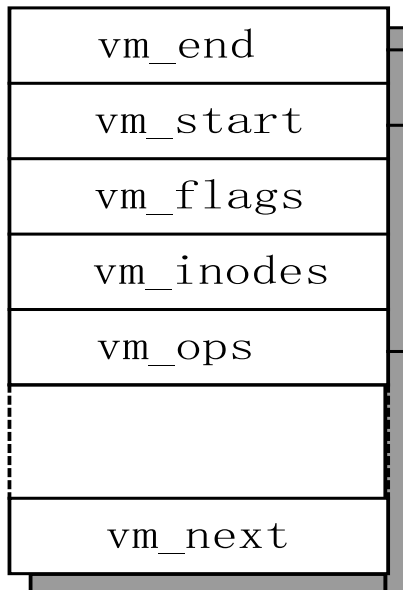 vm_end
vm_start
vm_flags
vm_inodes
vm_ops
vm_next